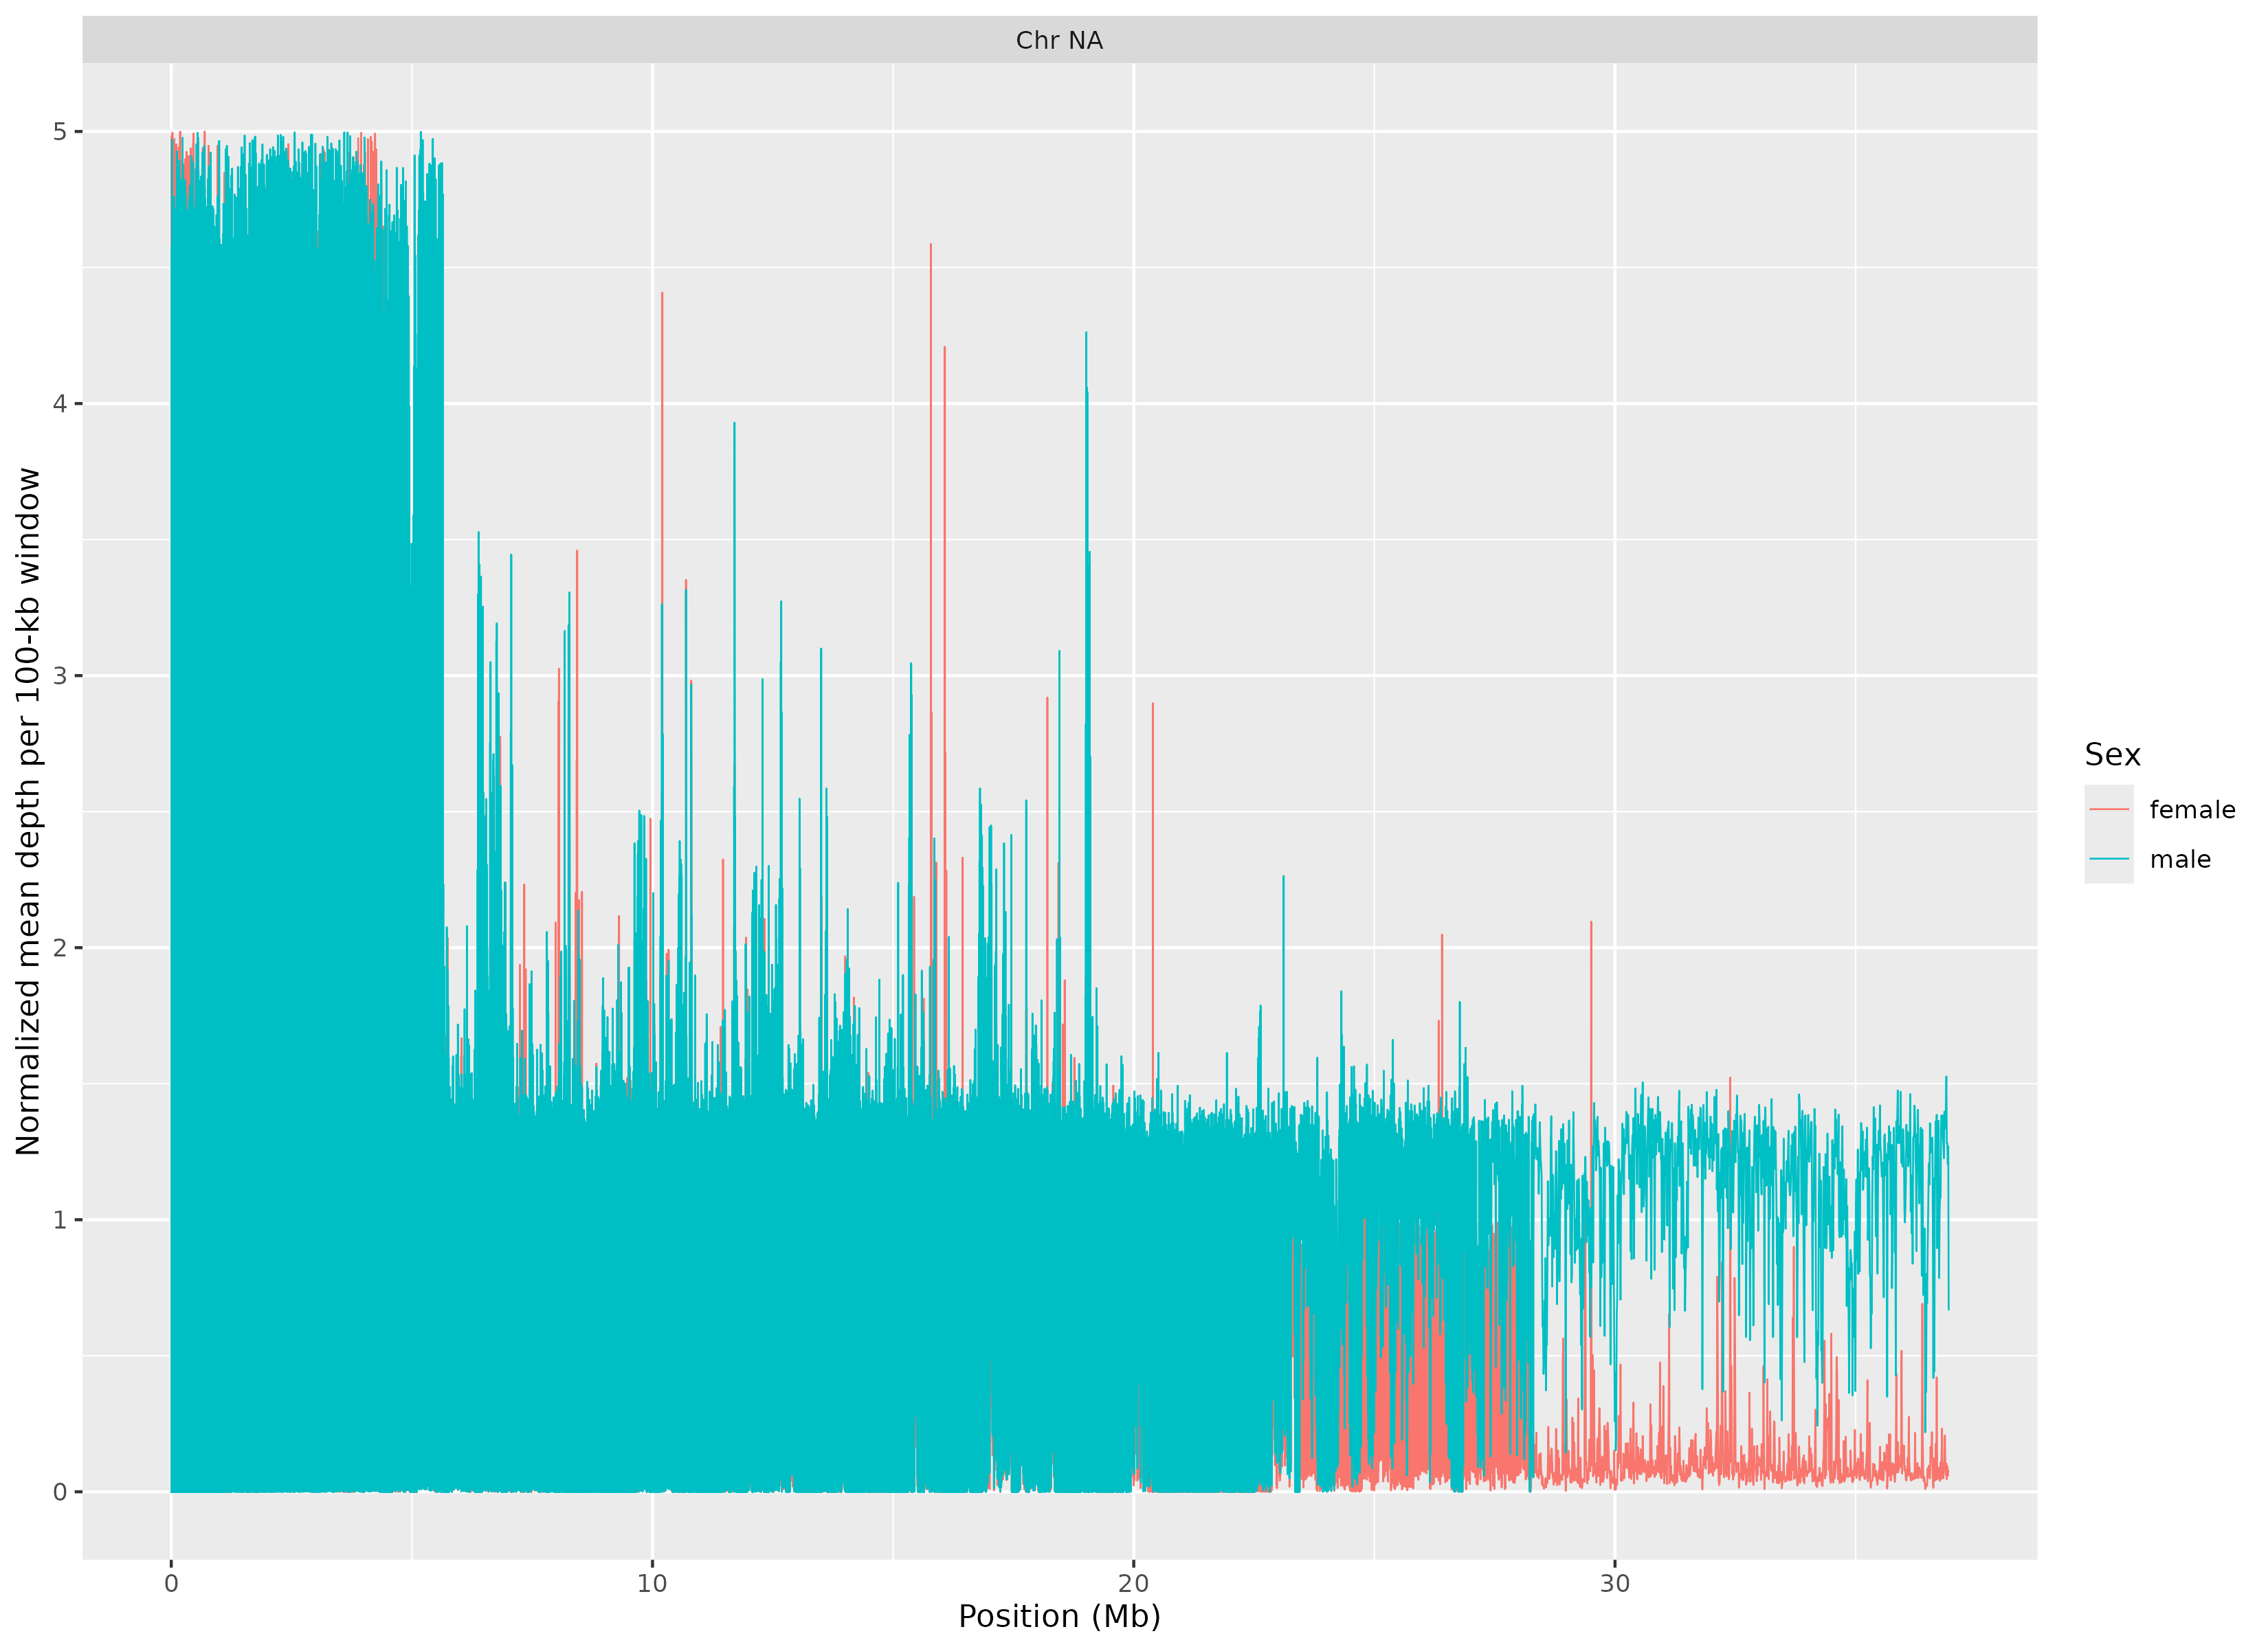 Chr NA
Normalized mean depth per 100-kb window
5
4
3
2
1
0
0
10
20
30
Position (Mb)
Sex
female
male